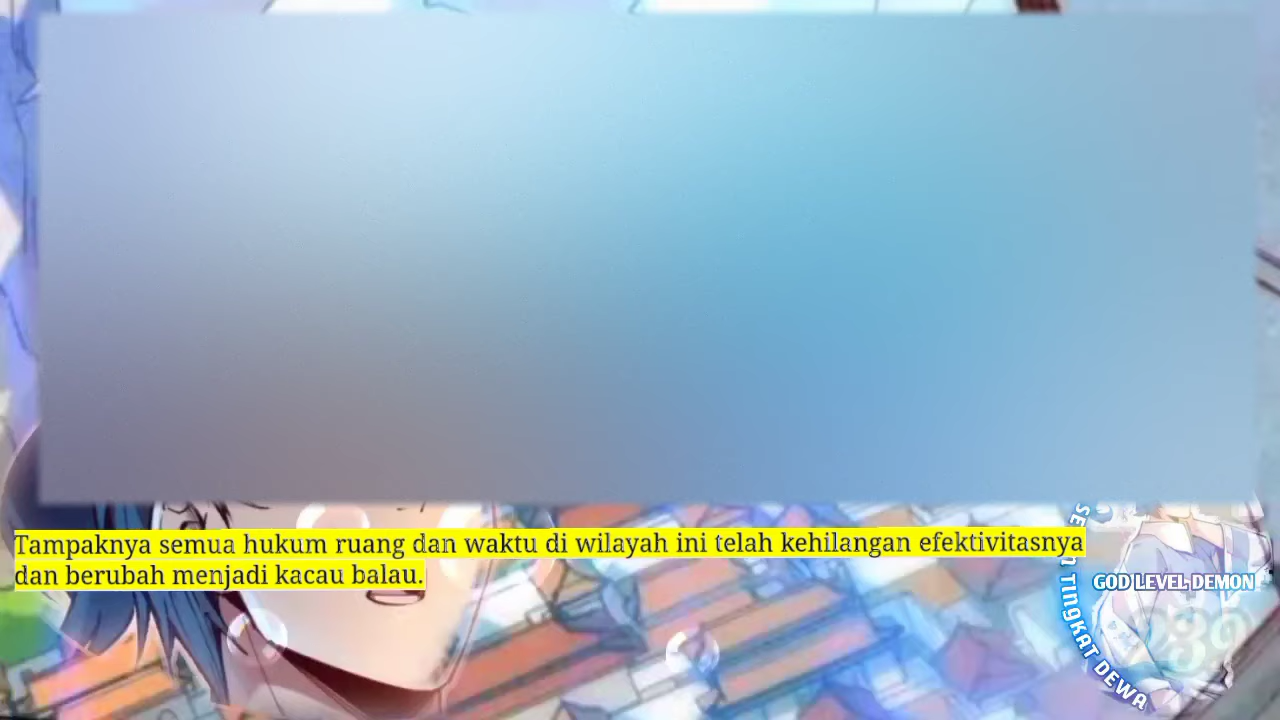 Tampaknya semua hukum ruang dan waktu di wilayah ini telah kehilangan efektivitasnya
dan berubah menjadi kacau balau.
GOD LEVEL DEMON
289
TINGKAT DEWA